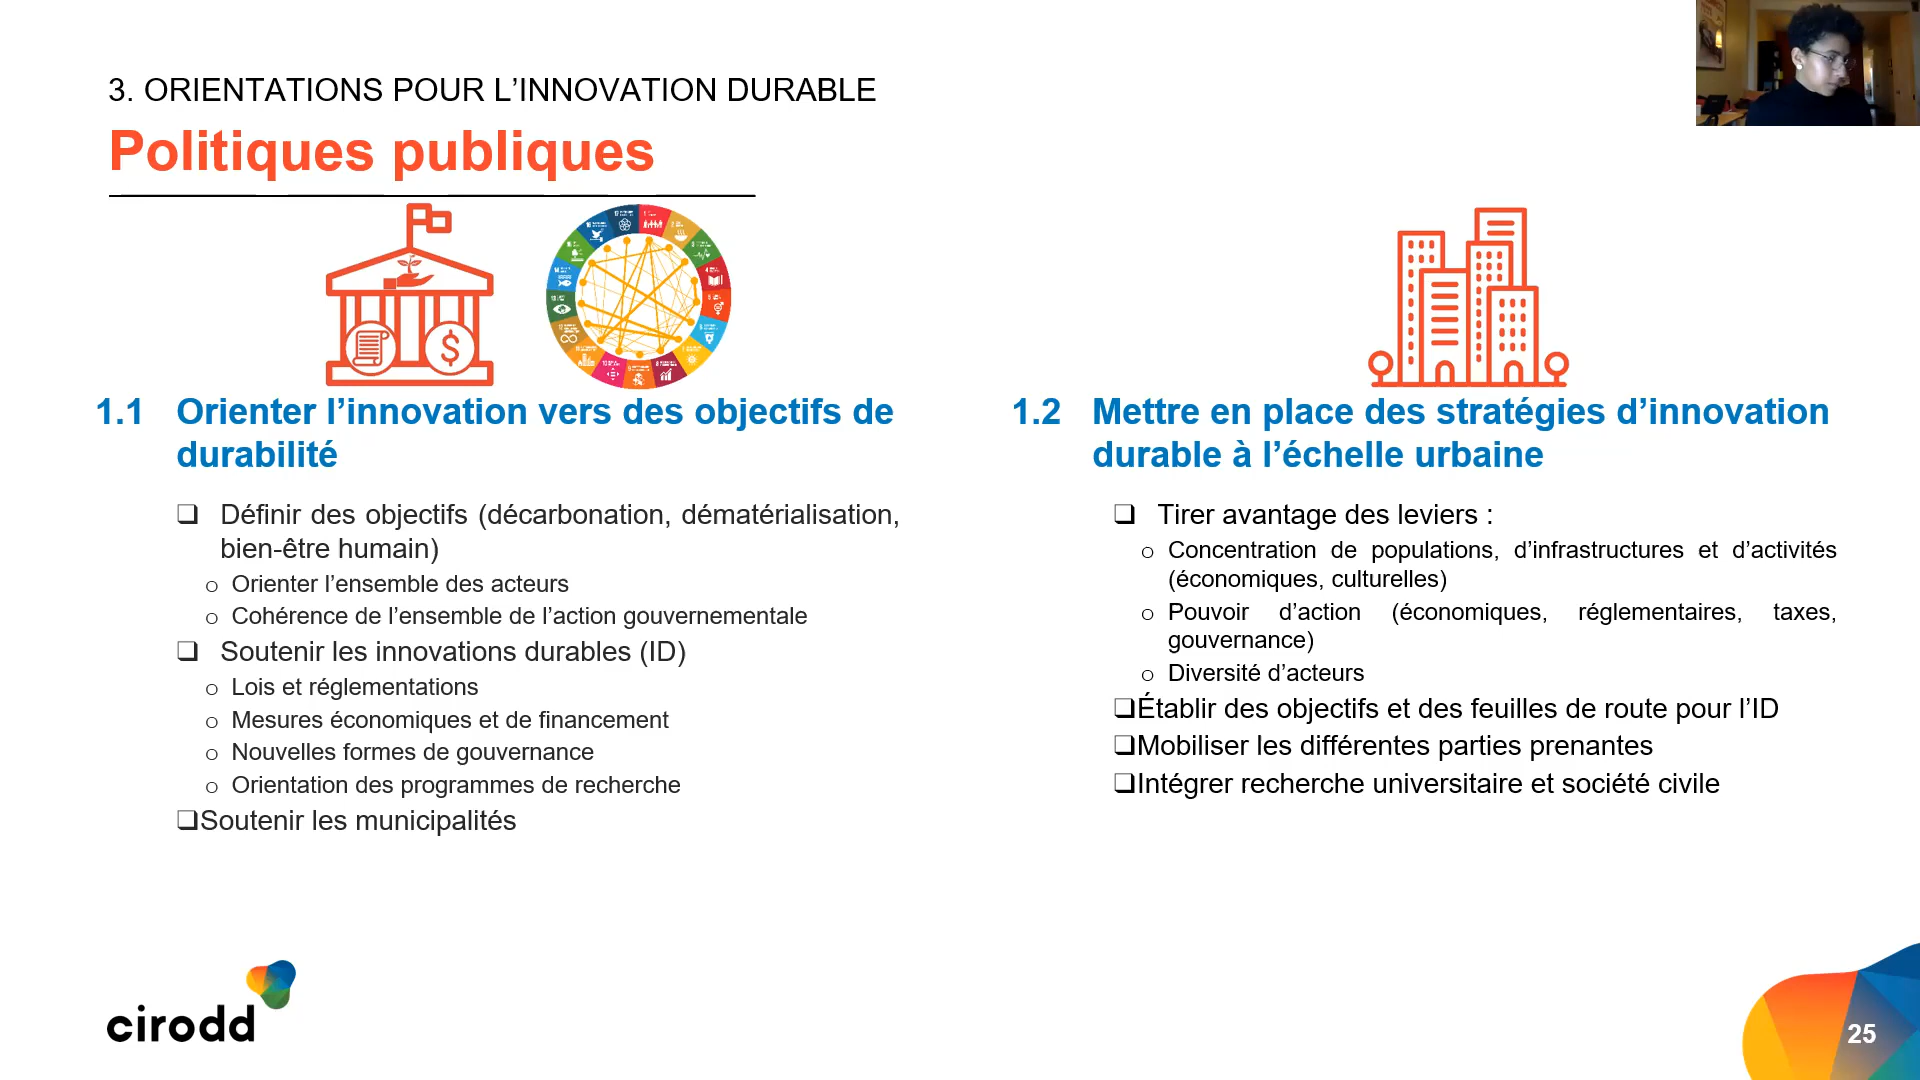 3. ORIENTATIONS POUR L’INNOVATION DURABLE
Politiques publiques
1.1 Orienter l’innovation vers des objectifs de
durabilité
❑ Définir des objectifs (décarbonation, dématérialisation,
bien-être humain)
o Orienter l’ensemble des acteurs
o Cohérence de l’ensemble de l’action gouvernementale
❑ Soutenir les innovations durables (ID)
o Lois et réglementations
o Mesures économiques et de financement
o Nouvelles formes de gouvernance
o Orientation des programmes de recherche
❑Soutenir les municipalités
1.2 Mettre en place des stratégies d’innovation
durable à l’échelle urbaine
❑ Tirer avantage des leviers :
o Concentration de populations, d’infrastructures et d’activités
(économiques, culturelles)
o Pouvoir d’action (économiques, réglementaires, taxes,
gouvernance)
o Diversité d’acteurs
❑Établir des objectifs et des feuilles de route pour l’ID
❑Mobiliser les différentes parties prenantes
❑Intégrer recherche universitaire et société civile
cirodd
25